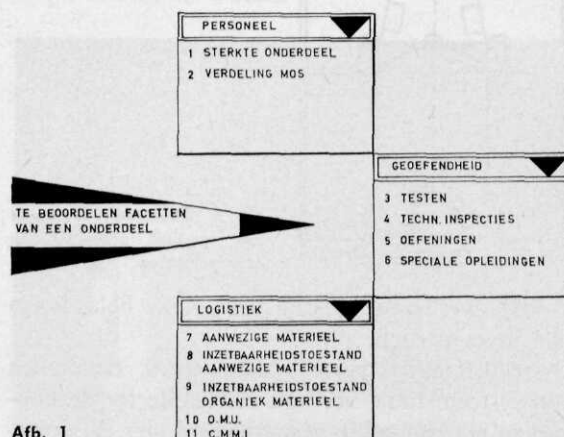 PERSONEEL
1 STERKTE ONDERDEEL
2 VERDELING MOS
GEOEFENDHEID
3 TESTEN
4 TECHN. INSPECTIES
5 OEFENINGEN
6 SPECIALE OPLEIDINGEN
TE BEOORDELEN FACETTEN
VAN EEN ONDERDEEL
LOGISTIEK
7 AANWEZIGE MATERIEEL
8 INZETBAARHEIDSTOESTAND
AANWEZIGE MATERIEEL
9 INZETBAARHEIDSTOESTAND
ORGANIEK MATERIEEL
10 O.M.U.
11 C.M.M.I.
Afb. 1